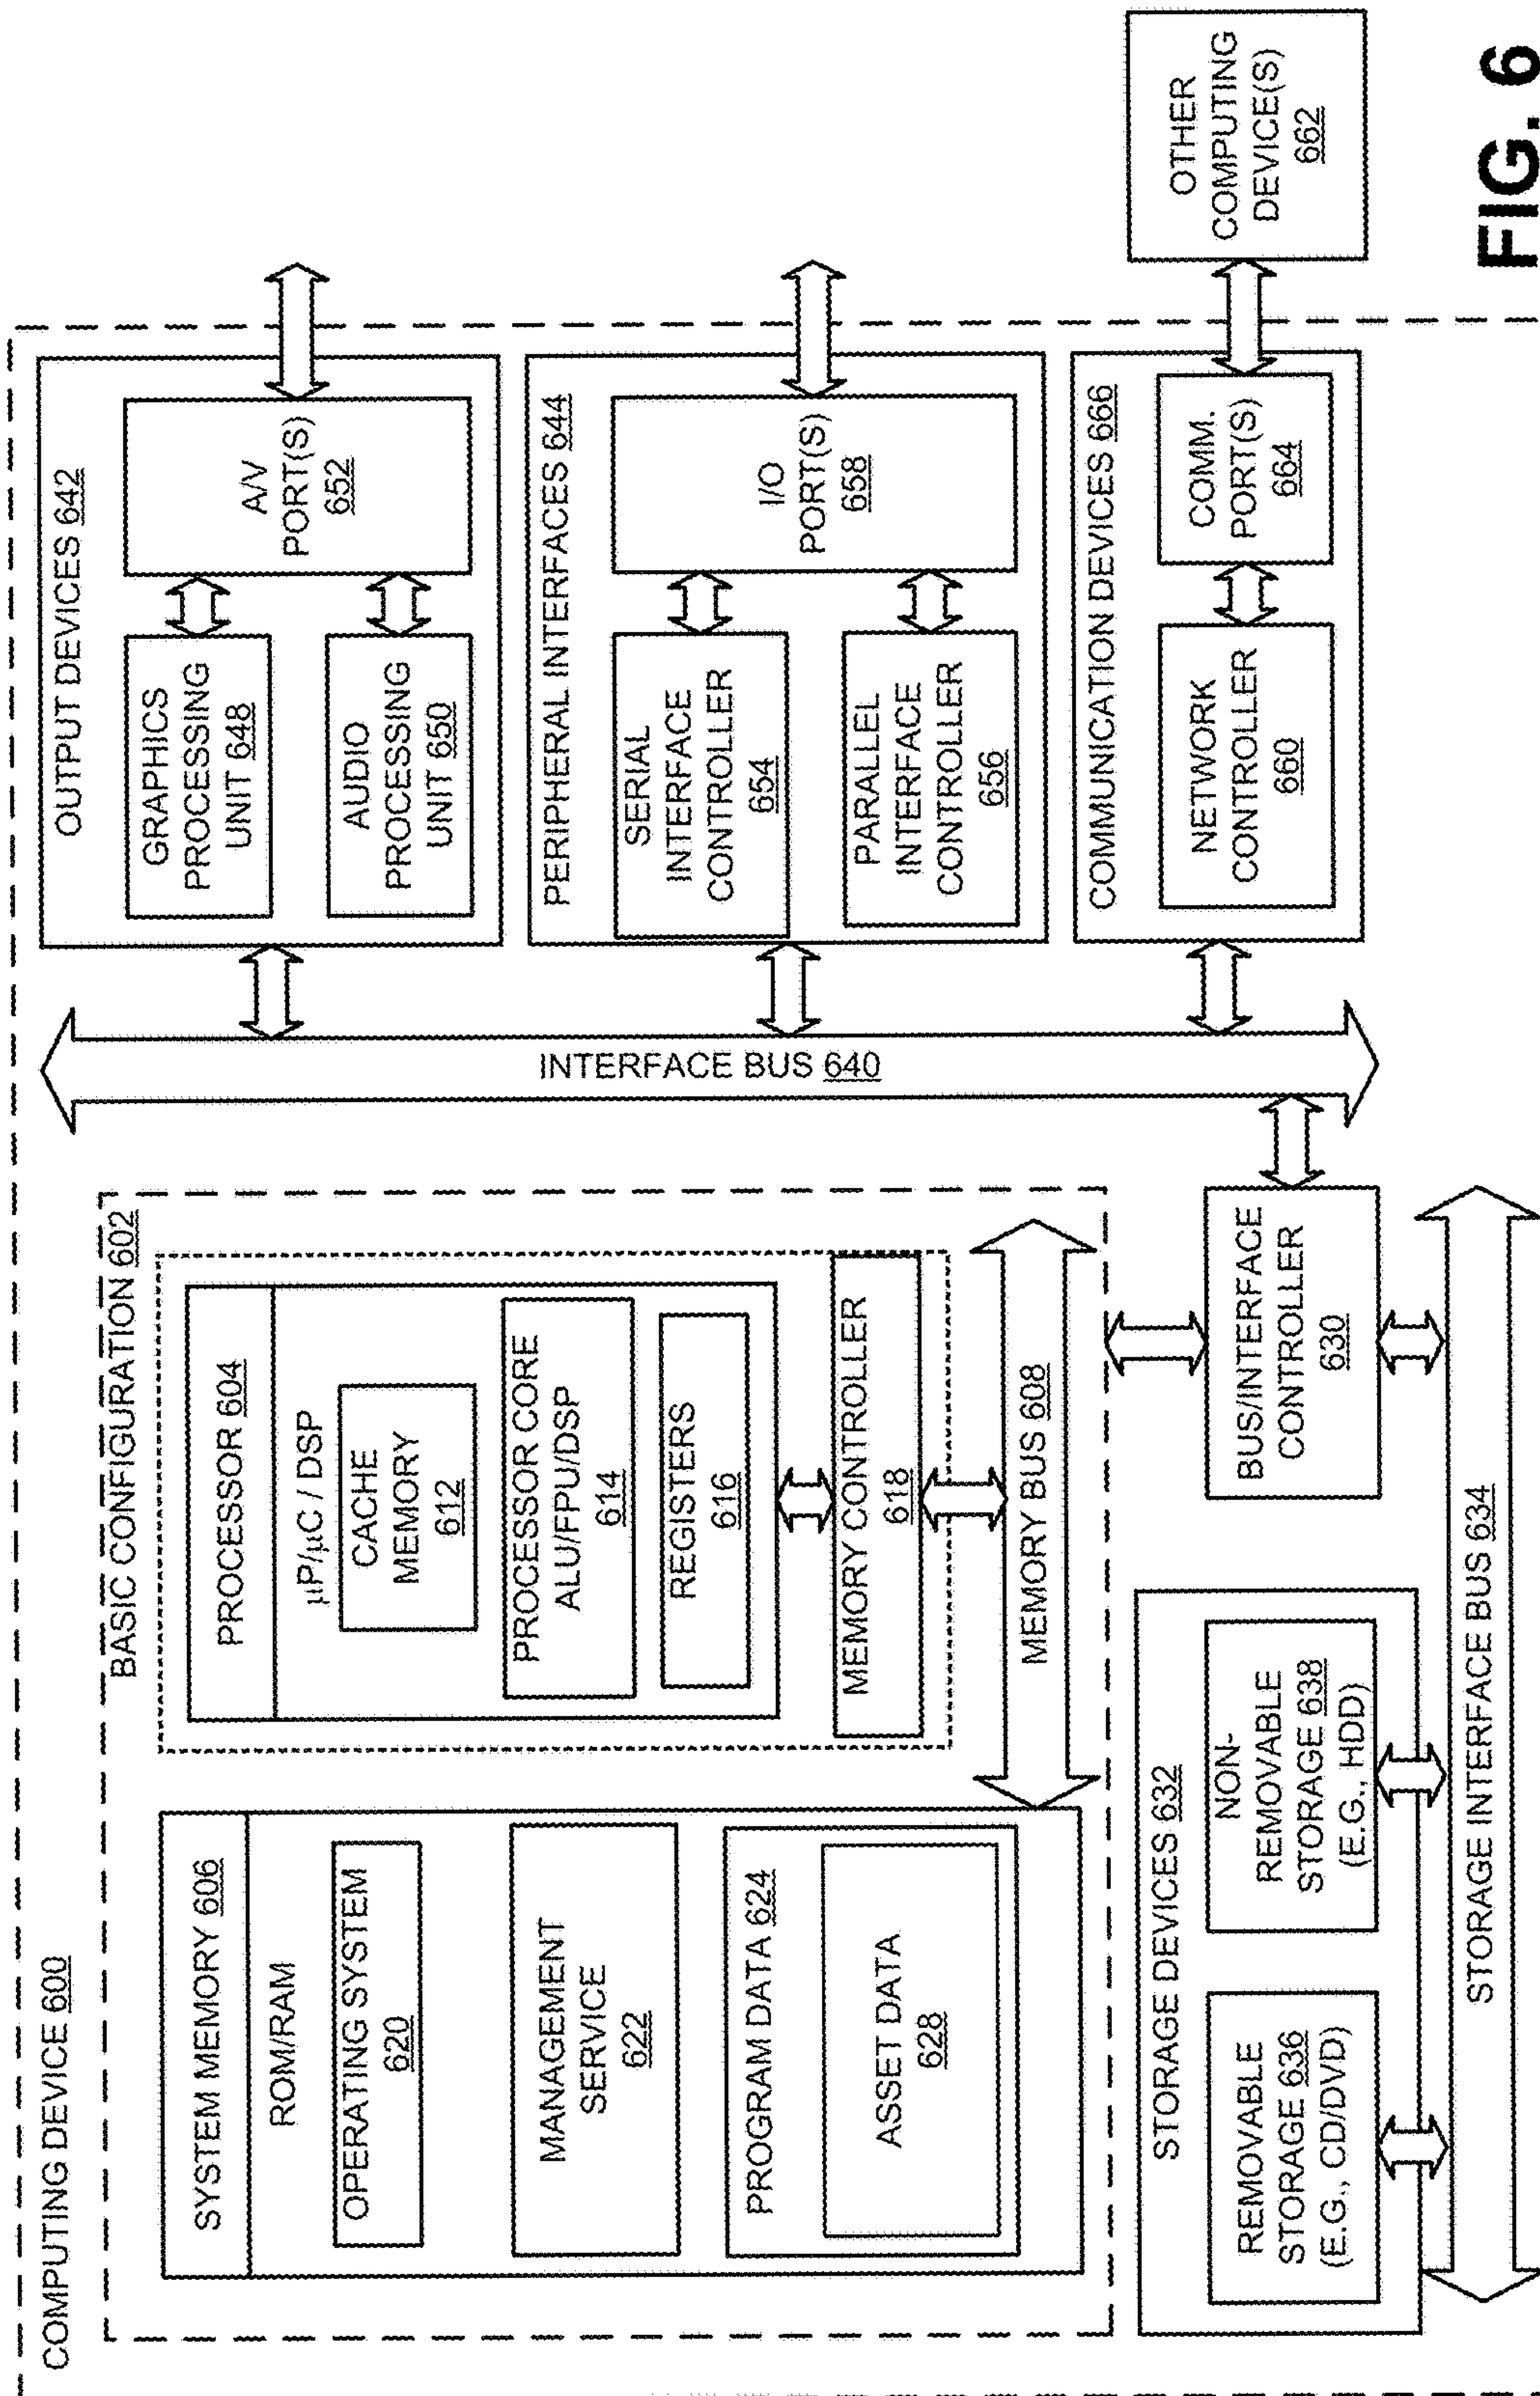 COMPUTING DEVICE 600
BASIC CONFIGURATION 602
SYSTEM MEMORY 606
ROM/RAM
OPERATING SYSTEM
620
MANAGEMENT
SERVICE
622
PROGRAM DATA 624
ASSET DATA
628
PROCESSOR 604
µP/µC / DSP
CACHE
MEMORY
612
PROCESSOR CORE
ALU/FPU/DSP
614
REGISTERS
616
MEMORY CONTROLLER
618
MEMORY BUS 608
STORAGE DEVICES 632
REMOVABLE
STORAGE 636
(E.G., CD/DVD)
NON-
REMOVABLE
STORAGE 638
(E.G., HDD)
BUS/INTERFACE
CONTROLLER
630
STORAGE INTERFACE BUS 634
INTERFACE BUS 640
OUTPUT DEVICES 642
GRAPHICS
PROCESSING
UNIT 648
AUDIO
PROCESSING
UNIT 650
A/V
PORT(S)
652
PERIPHERAL INTERFACES 644
SERIAL
INTERFACE
CONTROLLER
654
PARALLEL
INTERFACE
CONTROLLER
656
I/O
PORT(S)
658
COMMUNICATION DEVICES 666
NETWORK
CONTROLLER
660
COMM.
PORT(S)
664
OTHER
COMPUTING
DEVICE(S)
662
FIG. 6